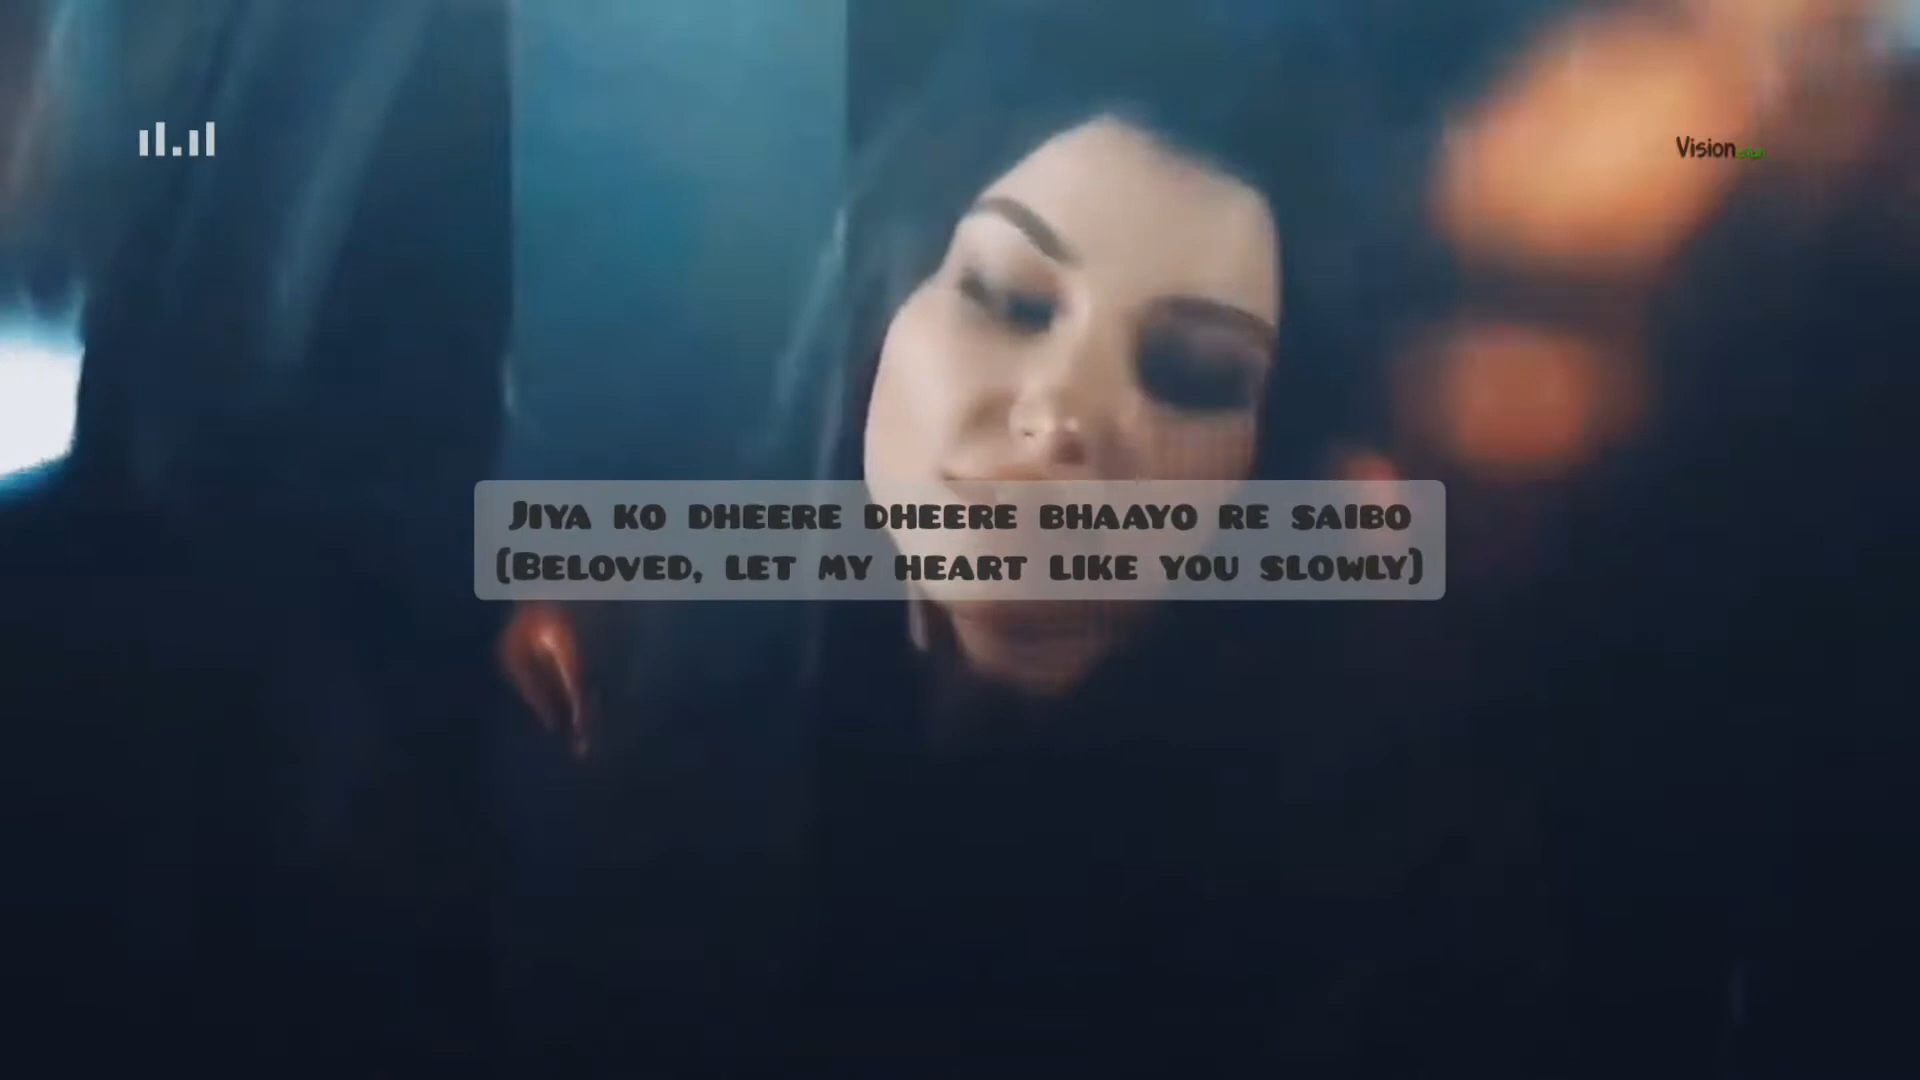 Vision
Jiya ko dheere dheere bhaayo re saibo
(Beloved, let my heart like you slowly)